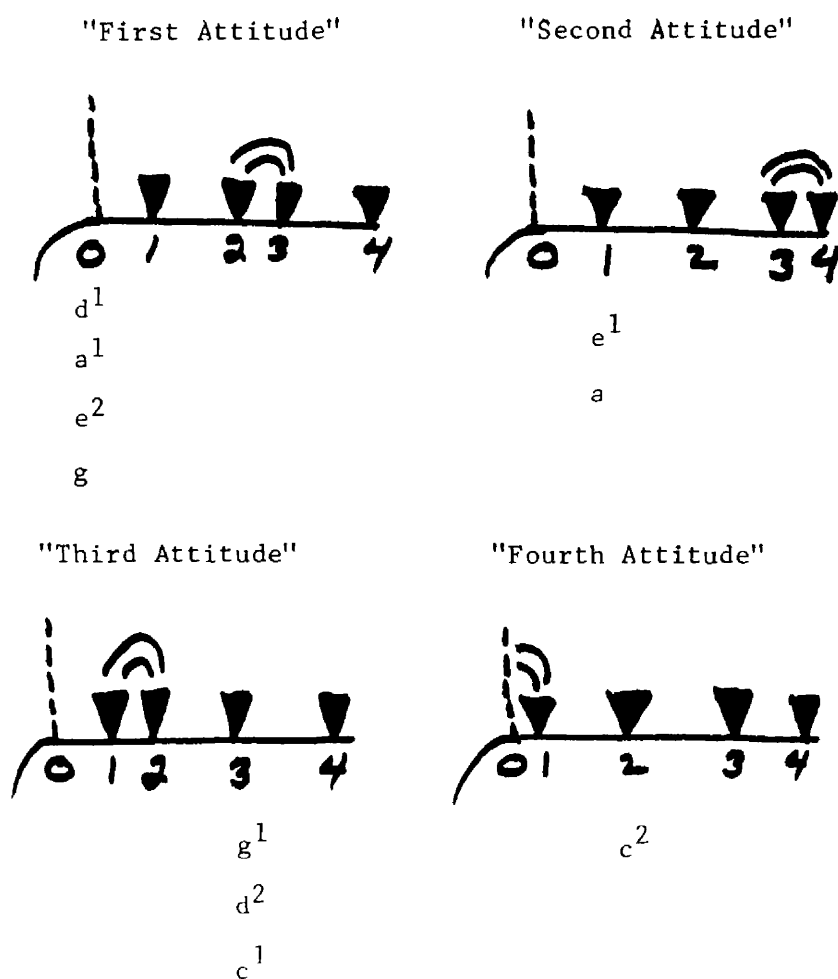 "First Attitude"
0 1 2 3 4
d¹
a¹
e²
g
"Second Attitude"
0 1 2 3 4
e¹
a
"Third Attitude"
0 1 2 3 4
g¹
d²
c¹
"Fourth Attitude"
0 1 2 3 4
c²